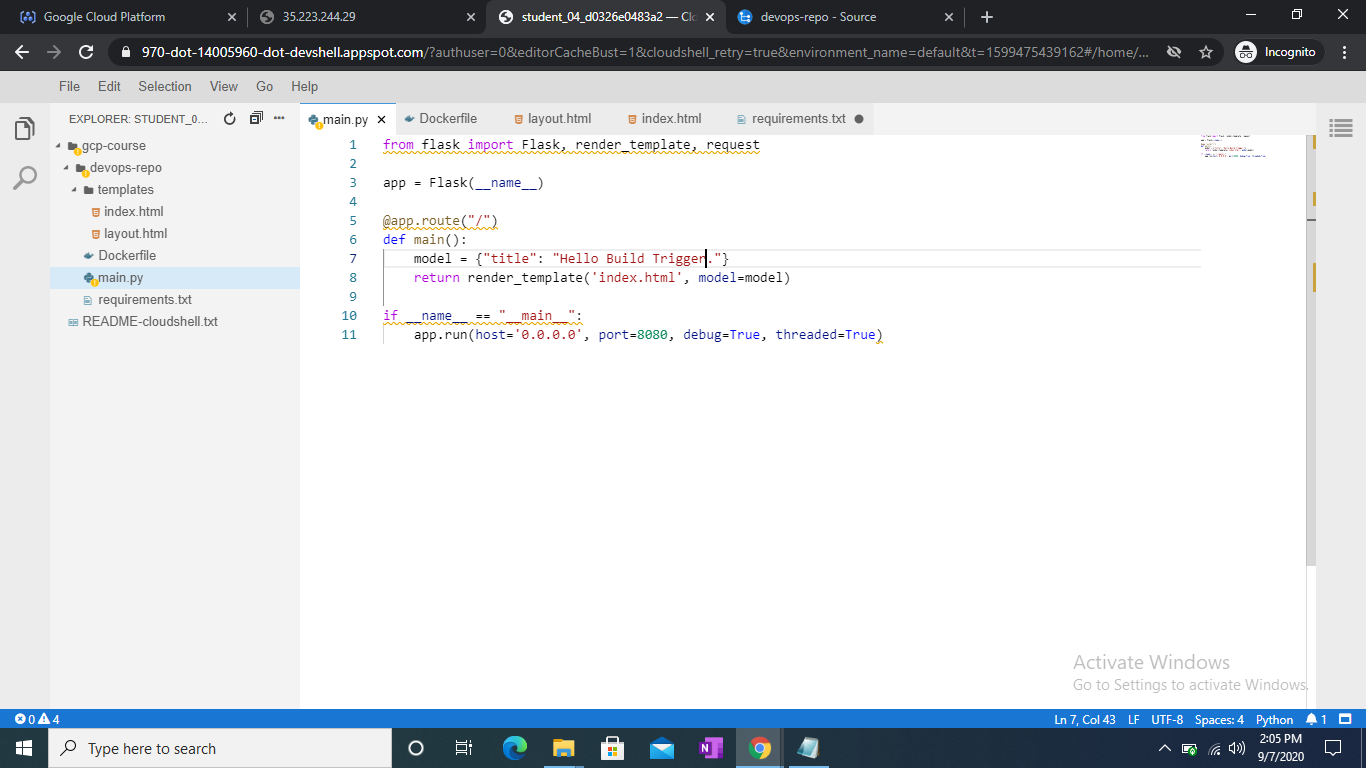 Google Cloud Platform
35.223.244.29
student_04_d0326e0483a2 — Clo
devops-repo - Source
970-dot-14005960-dot-devshell.appspot.com/?authuser=0&editorCacheBust=1&cloudshell_retry=true&environment_name=default&t=1599475439162#/home/...
Incognito
File Edit Selection View Go Help
EXPLORER: STUDENT_0...
main.py Dockerfile layout.html index.html requirements.txt
gcp-course
devops-repo
templates
index.html
layout.html
Dockerfile
main.py
requirements.txt
README-cloudshell.txt
1 from flask import Flask, render_template, request
2
3 app = Flask(__name__)
4
5 @app.route("/")
6 def main():
7     model = {"title": "Hello Build Trigger."}
8     return render_template('index.html', model=model)
9
10 if __name__ == "__main__":
11     app.run(host='0.0.0.0', port=8080, debug=True, threaded=True)
Activate Windows
Go to Settings to activate Windows.
0 4
Ln 7, Col 43 LF UTF-8 Spaces: 4 Python 1
Type here to search
2:05 PM
9/7/2020